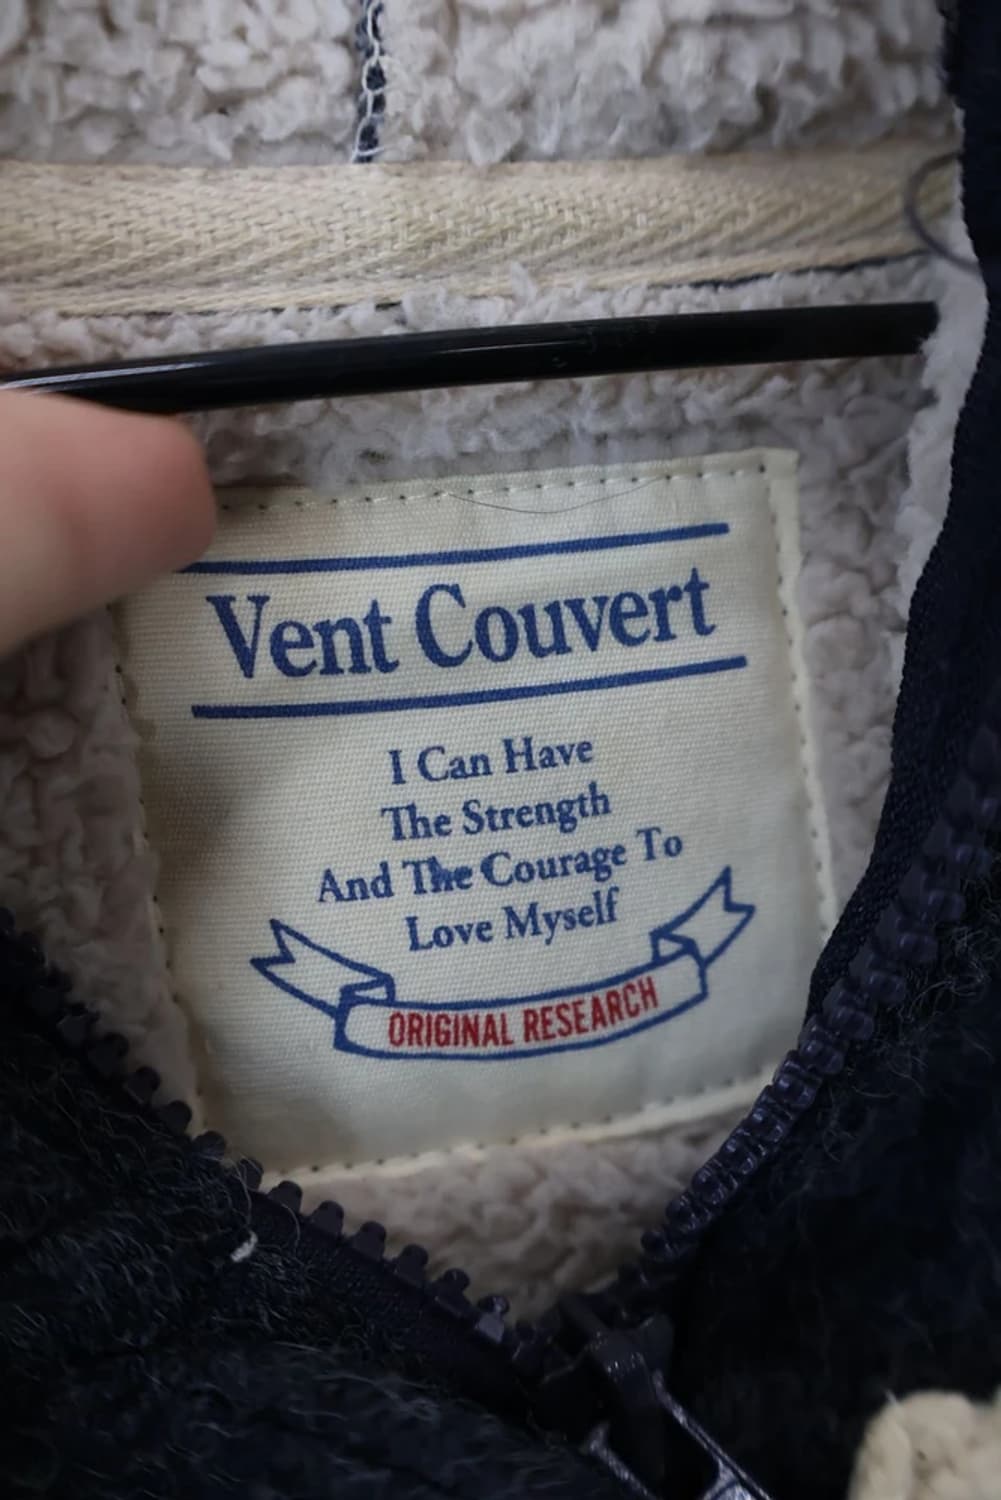 Vent Couvert
I Can Have
The Strength
And The Courage To
Love Myself
ORIGINAL RESEARCH